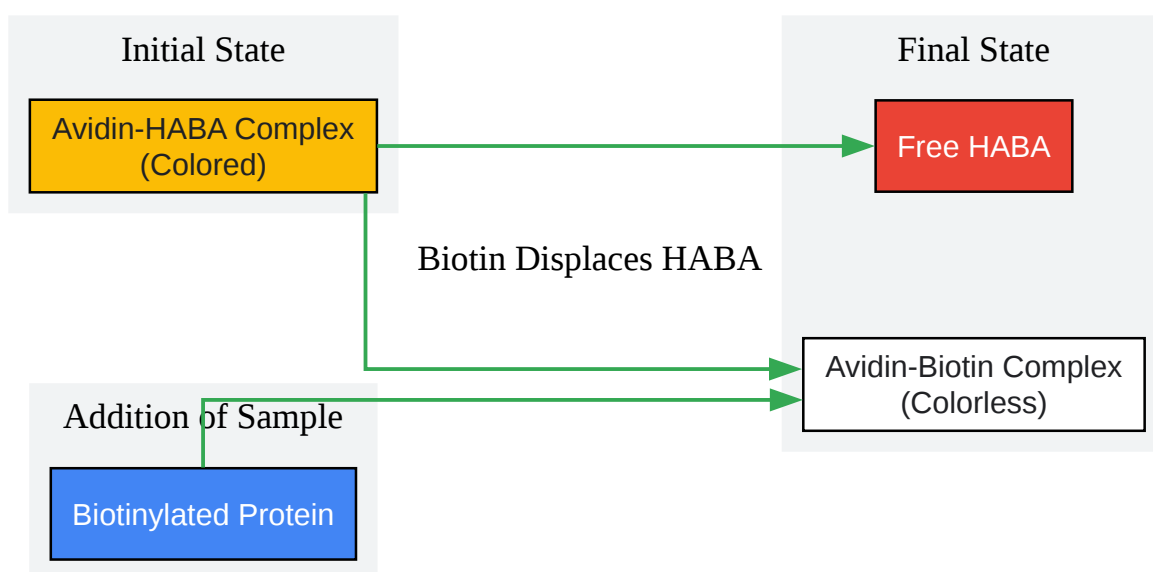 Initial State
Final State
Avidin-HABA Complex
(Colored)
Free HABA
Biotin Displaces HABA
Avidin-Biotin Complex
(Colorless)
Addition of Sample
Biotinylated Protein